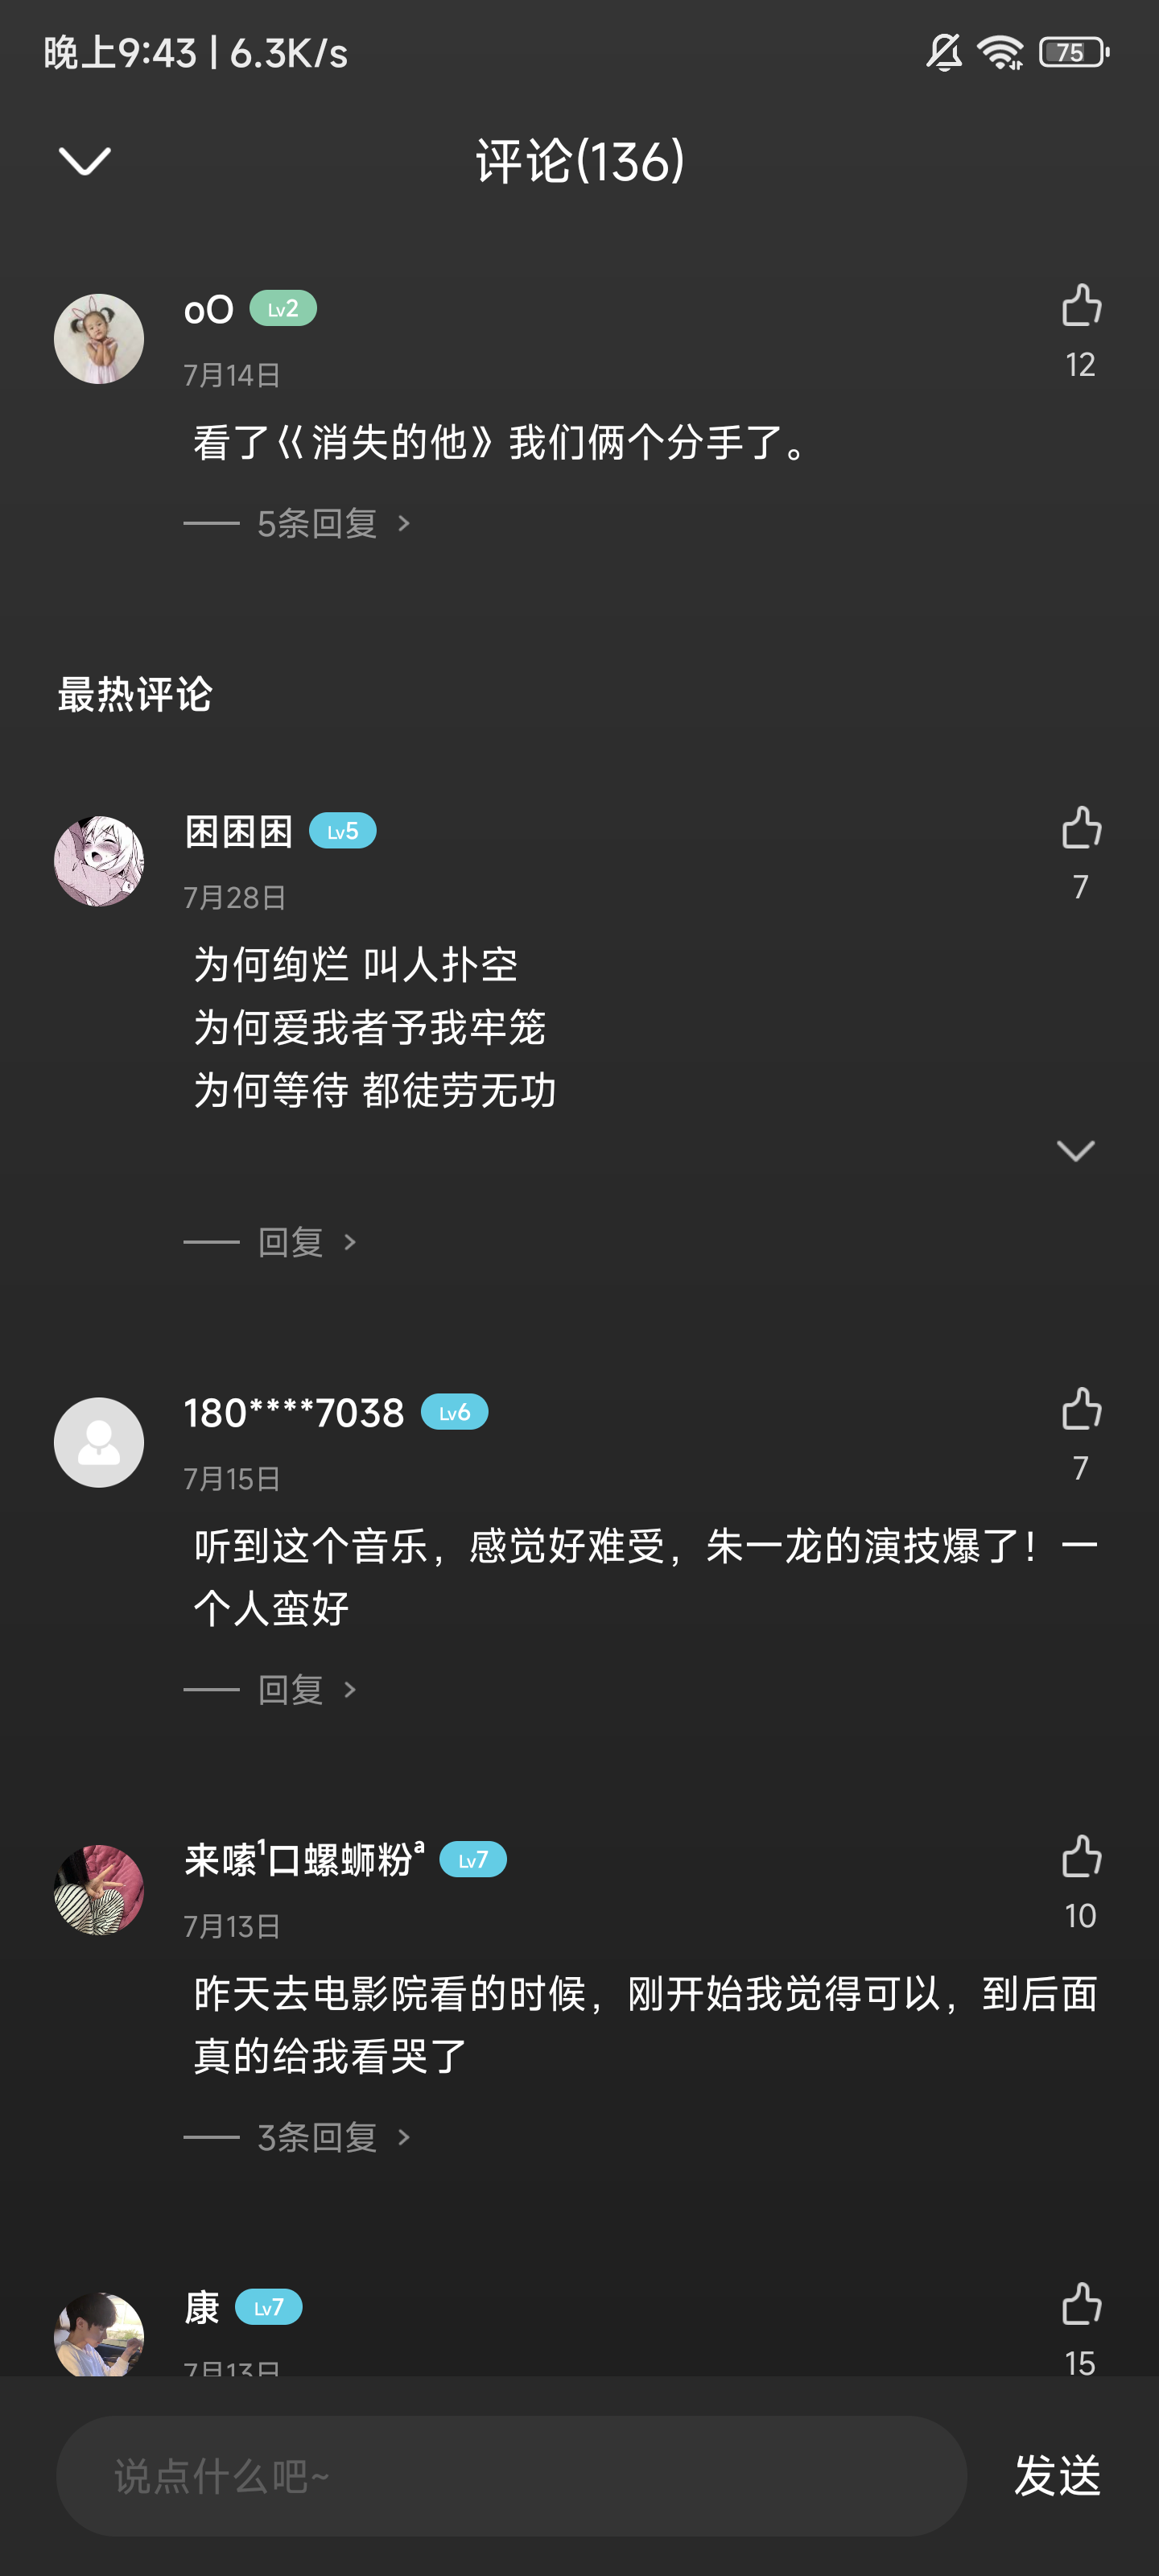 晚上9:43 | 6.3K/s
75
评论(136)
oO Lv2
12
7月14日
看了《消失的他》我们俩个分手了。
5条回复 >
最热评论
困困困 Lv5
7
7月28日
为何绚烂 叫人扑空
为何爱我者予我牢笼
为何等待 都徒劳无功
回复 >
180****7038 Lv6
7
7月15日
听到这个音乐，感觉好难受，朱一龙的演技爆了！一
个人蛮好
回复 >
来嗦¹口螺蛳粉ª Lv7
10
7月13日
昨天去电影院看的时候，刚开始我觉得可以，到后面
真的给我看哭了
3条回复 >
康 Lv7
15
7月13日
说点什么吧~
发送